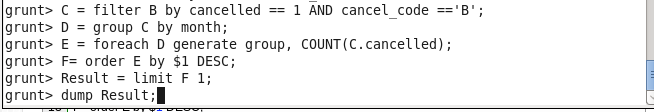 grunt> C = filter B by cancelled == 1 AND cancel_code =='B';
grunt> D = group C by month;
grunt> E = foreach D generate group, COUNT(C.cancelled);
grunt> F= order E by $1 DESC;
grunt> Result = limit F 1;
grunt> dump Result;